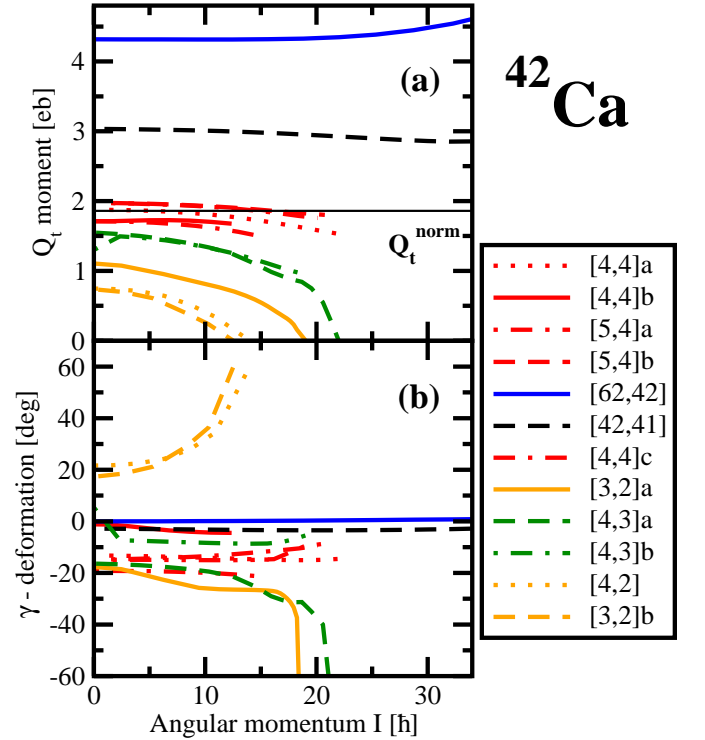 42Ca
(a)
4
3
2
1
0
Qt moment [eb]
Qt norm
(b)
60
40
20
0
-20
-40
-60
γ - deformation [deg]
0
10
20
30
Angular momentum I [ħ]
[4,4]a
[4,4]b
[5,4]a
[5,4]b
[62,42]
[42,41]
[4,4]c
[3,2]a
[4,3]a
[4,3]b
[4,2]
[3,2]b